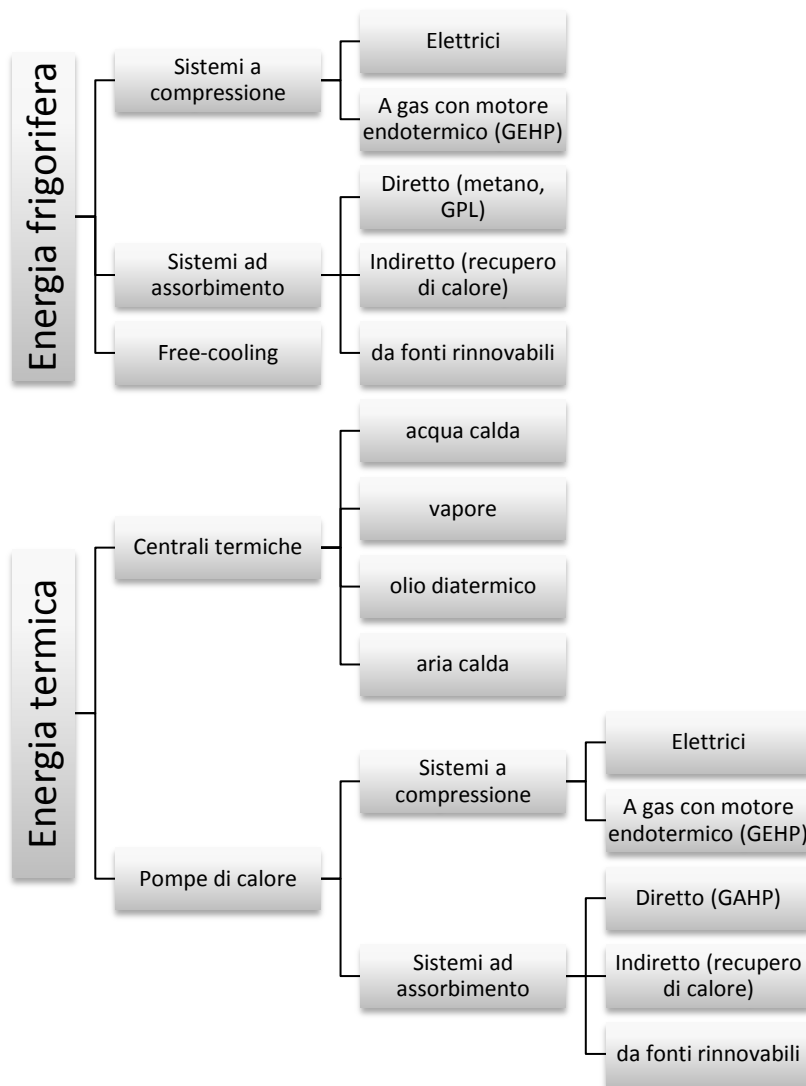 Energia frigorifera
Sistemi a
compressione
Elettrici
A gas con motore
endotermico (GEHP)
Sistemi ad
assorbimento
Diretto (metano,
GPL)
Indiretto (recupero
di calore)
da fonti rinnovabili
Free-cooling
Energia termica
Centrali termiche
acqua calda
vapore
olio diatermico
aria calda
Pompe di calore
Sistemi a
compressione
Elettrici
A gas con motore
endotermico (GEHP)
Sistemi ad
assorbimento
Diretto (GAHP)
Indiretto (recupero
di calore)
da fonti rinnovabili